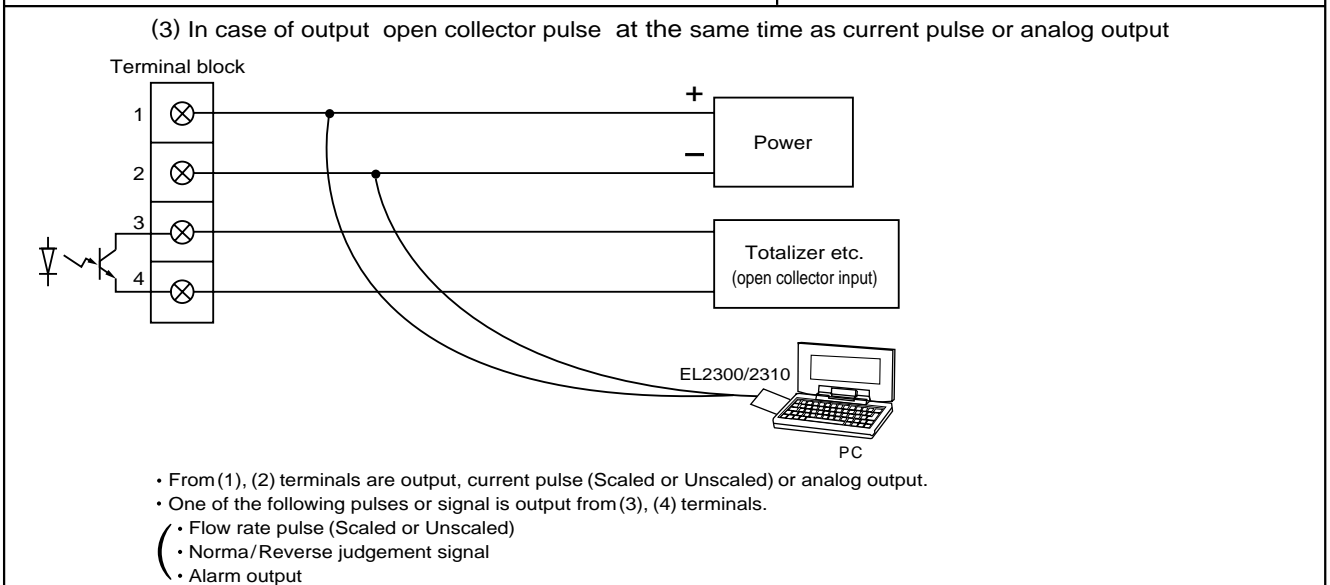 (3) In case of output open collector pulse at the same time as current pulse or analog output
Terminal block
1
+
Power
2
−
3
Totalizer etc.
(open collector input)
4
EL2300/2310
PC
・From (1), (2) terminals are output, current pulse (Scaled or Unscaled) or analog output.
・One of the following pulses or signal is output from (3), (4) terminals.
・Flow rate pulse (Scaled or Unscaled)
・Norma/Reverse judgement signal
・Alarm output